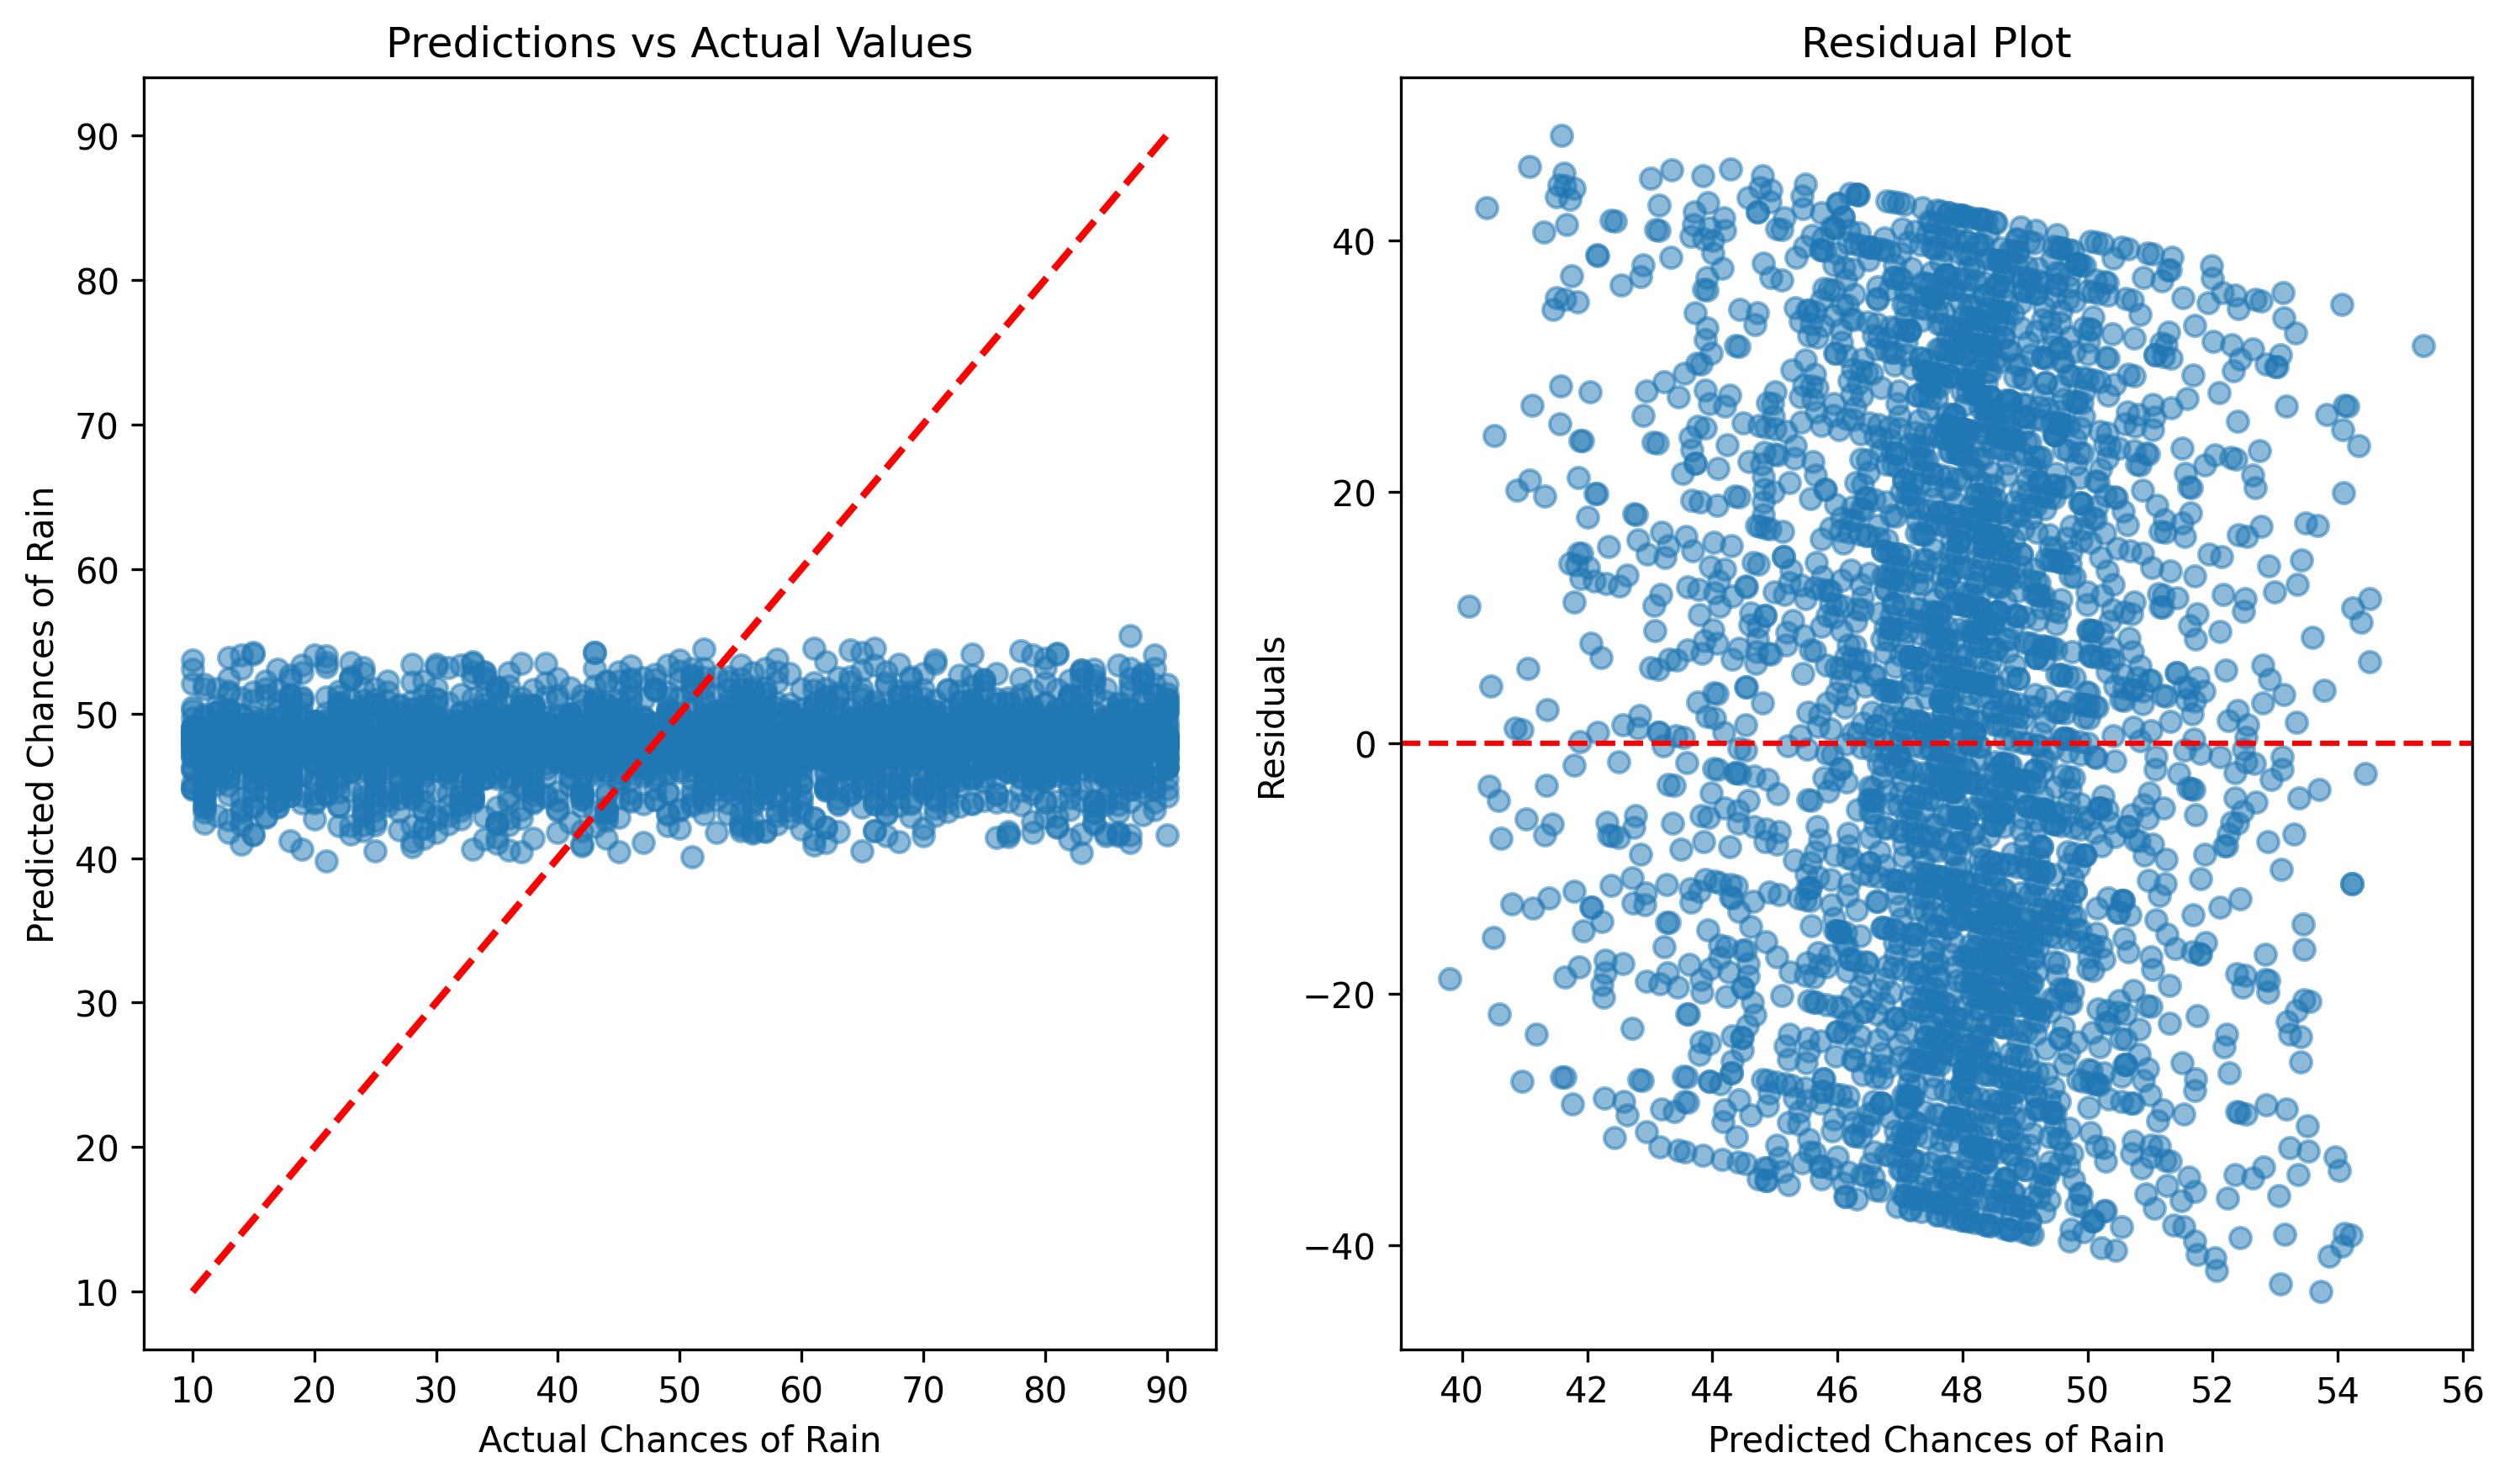 Predictions vs Actual Values
90
80
70
60
50
40
30
20
10
Predicted Chances of Rain
10 20 30 40 50 60 70 80 90
Actual Chances of Rain
Residual Plot
40
20
0
−20
−40
Residuals
40 42 44 46 48 50 52 54 56
Predicted Chances of Rain